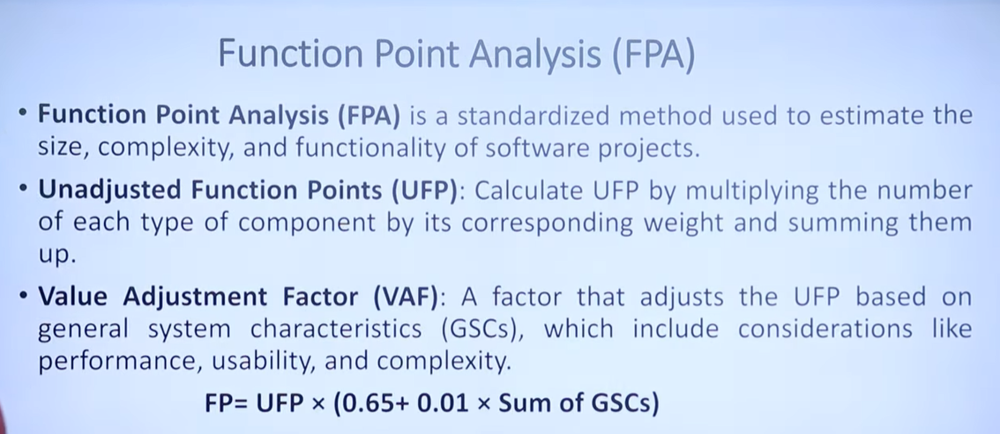 Function Point Analysis (FPA)
• Function Point Analysis (FPA) is a standardized method used to estimate the
size, complexity, and functionality of software projects.
• Unadjusted Function Points (UFP): Calculate UFP by multiplying the number
of each type of component by its corresponding weight and summing them
up.
• Value Adjustment Factor (VAF): A factor that adjusts the UFP based on
general system characteristics (GSCs), which include considerations like
performance, usability, and complexity.
FP= UFP × (0.65+ 0.01 × Sum of GSCs)